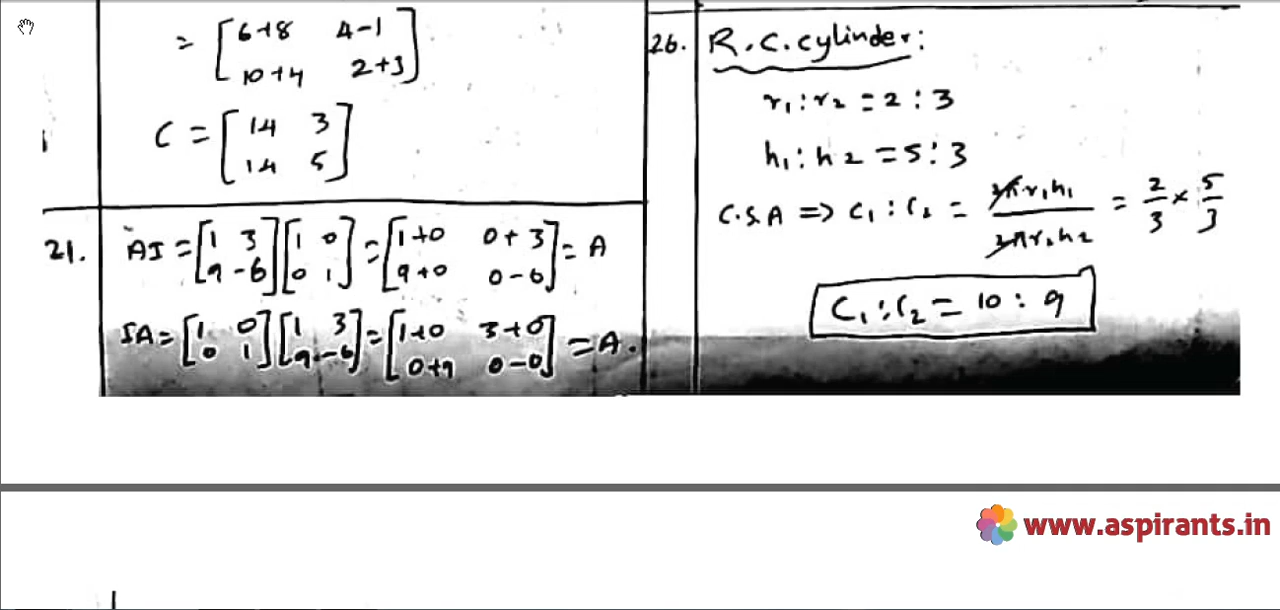 = [6+8 4-1
10+4 2+3]
C = [14 3
14 5]
21. AI = [1 3 [1 0 = [1+0 0+3 = A
9 -6] 0 1] 9+0 0-6]
IA = [1 0 [1 3 = [1+0 3+0 = A.
0 1] 9 -6] 0+9 0-0]
26. R.C.cylinder:
r₁:r₂ = 2:3
h₁:h₂ = 5:3
C.S.A ⇒ C₁:C₂ = 2πr₁h₁ / 2πr₂h₂ = 2/3 × 5/3
C₁:C₂ = 10:9
www.aspirants.in